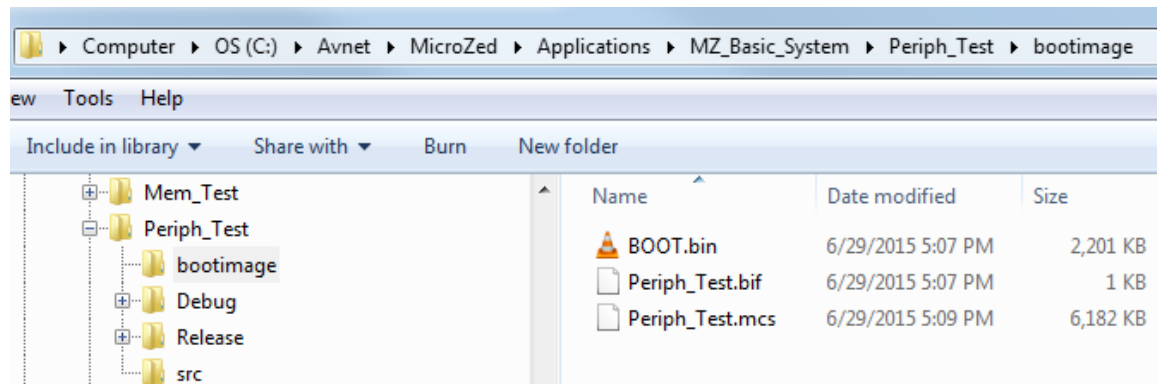 Computer OS (C:) Avnet MicroZed Applications MZ_Basic_System Periph_Test bootimage
ew Tools Help
Include in library Share with Burn New folder
Mem_Test
Periph_Test
bootimage
Debug
Release
src
Name Date modified Size
BOOT.bin 6/29/2015 5:07 PM 2,201 KB
Periph_Test.bif 6/29/2015 5:07 PM 1 KB
Periph_Test.mcs 6/29/2015 5:09 PM 6,182 KB